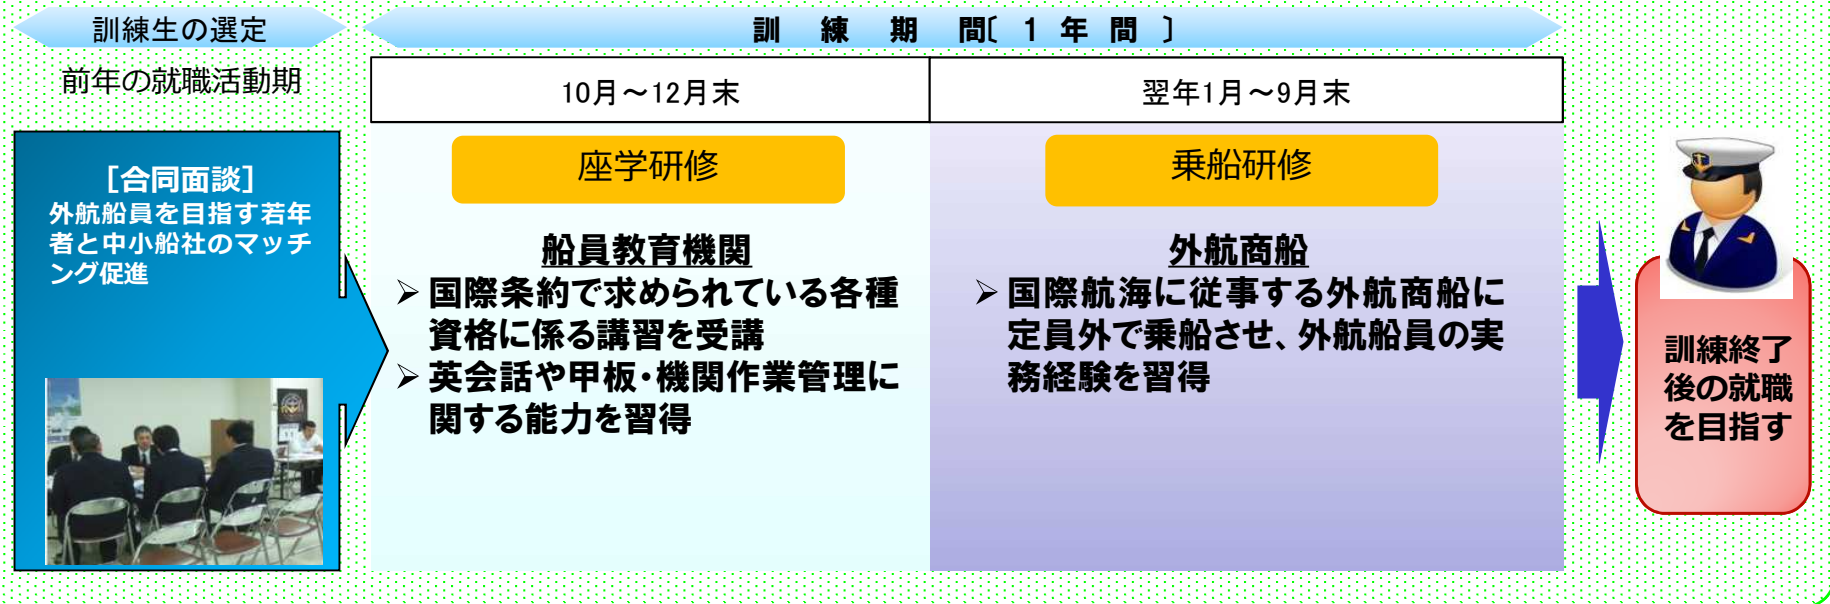 訓練生の選定
訓練期間〔1年間〕
前年の就職活動期
10月～12月末
翌年1月～9月末
[合同面談]
外航船員を目指す若年
者と中小船社のマッチ
ング促進
座学研修
船員教育機関
➢国際条約で求められている各種
資格に係る講習を受講
➢英会話や甲板・機関作業管理に
関する能力を習得
乗船研修
外航商船
➢国際航海に従事する外航商船に
定員外で乗船させ、外航船員の実
務経験を習得
訓練終了
後の就職
を目指す